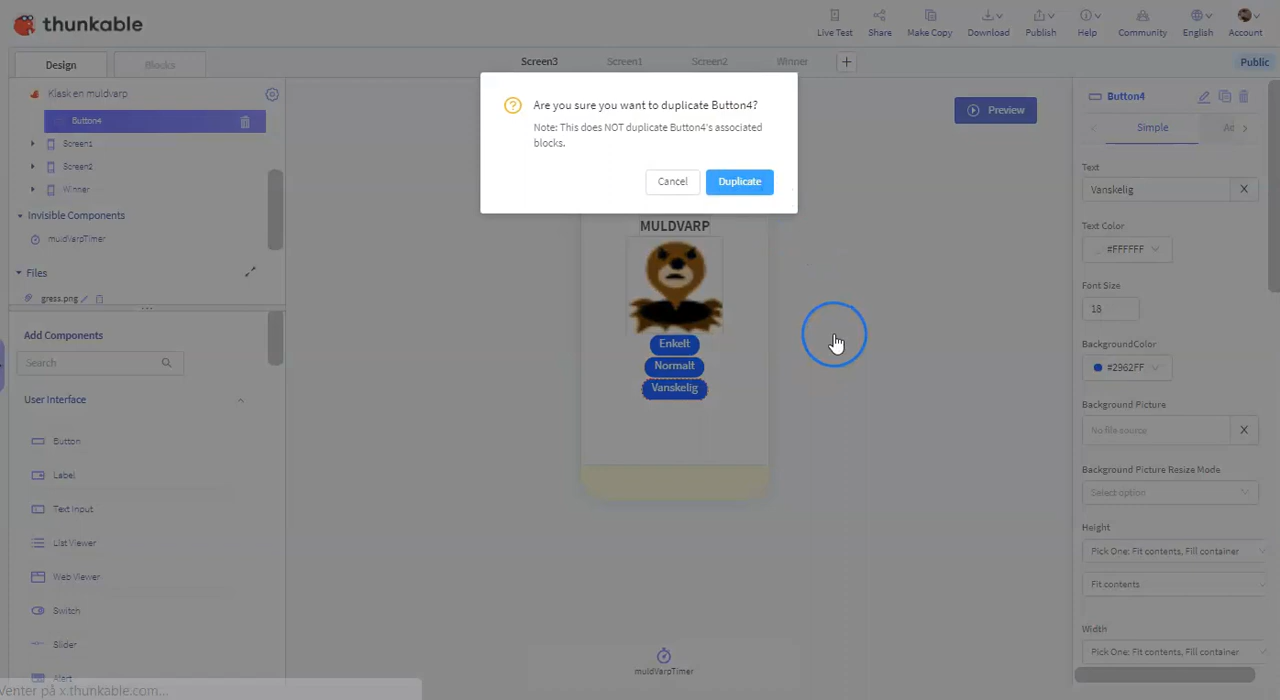 thunkable
Live Test
Share
Make Copy
Download
Publish
Help
Community
English
Account
Design
Blocks
Screen3
Screen1
Screen2
Winner
+
Public
Klask en muldvarp
Button4
Screen1
Screen2
Winner
Invisible Components
muldVarpTimer
Files
gress.png
Add Components
Search
User Interface
Button
Label
Text Input
List Viewer
Web Viewer
Switch
Slider
Alert
Venter på x.thunkable.com...
Are you sure you want to duplicate Button4?
Note: This does NOT duplicate Button4's associated
blocks.
Cancel
Duplicate
MULDVARP
Enkelt
Normalt
Vanskelig
muldVarpTimer
Preview
Button4
Simple
Text
Vanskelig
Text Color
#FFFFFF
Font Size
18
BackgroundColor
#2962FF
Background Picture
No file source
Background Picture Resize Mode
Select option
Height
Pick One: Fit contents, Fill container
Fit contents
Width
Pick One: Fit contents, Fill container